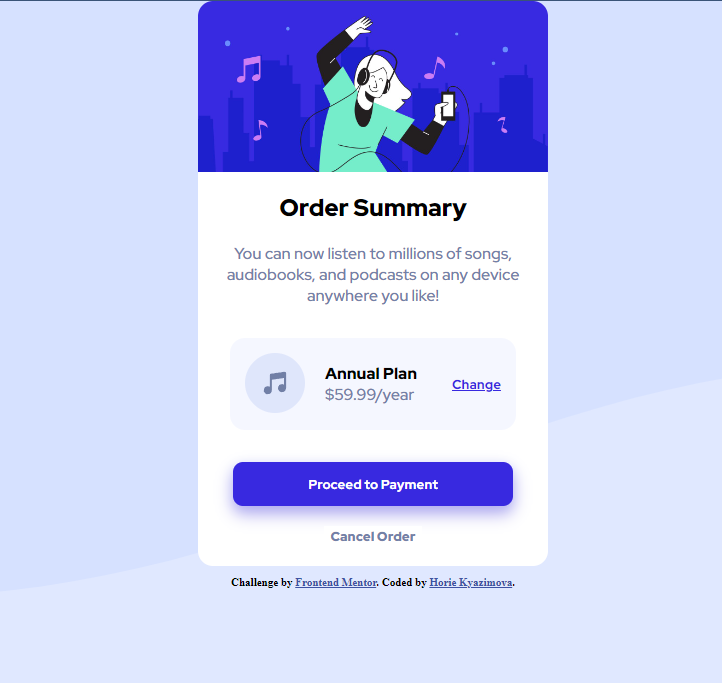 Order Summary
You can now listen to millions of songs,
audiobooks, and podcasts on any device
anywhere you like!
Annual Plan
$59.99/year
Change
Proceed to Payment
Cancel Order
Challenge by Frontend Mentor. Coded by Horie Kyazimova.